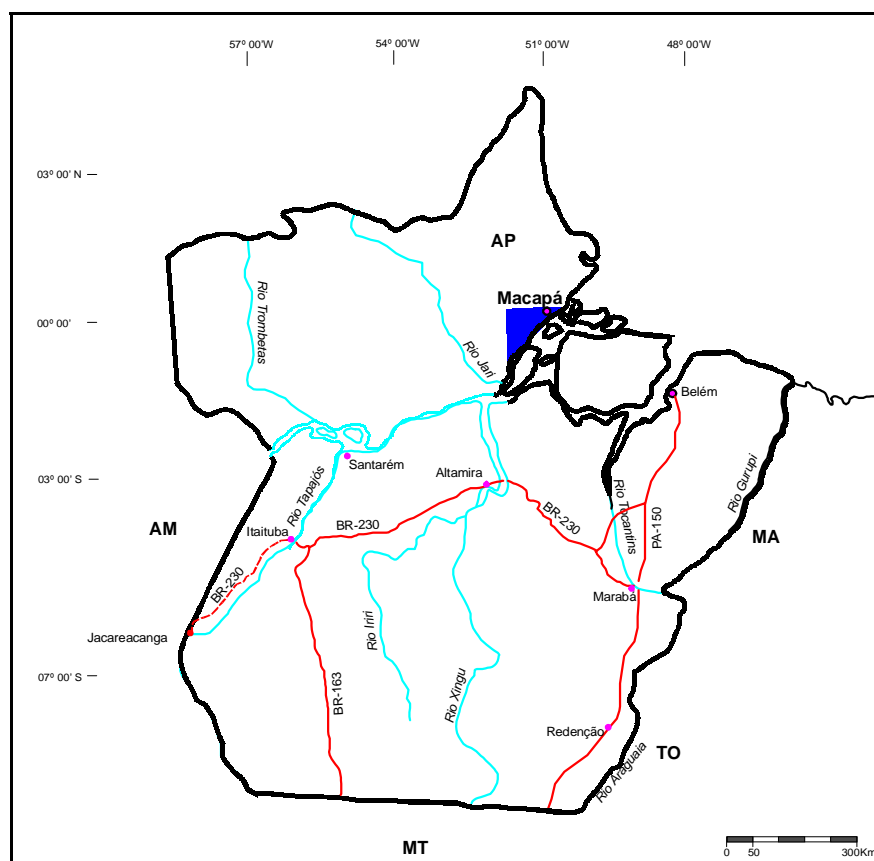 57º 00'W
54º 00'W
51º 00'W
48º 00'W
03º 00' N
AP
Macapá
Rio Trombetas
00º 00'
Rio Jari
Belém
Santarém
Altamira
03º 00' S
Rio Tapajós
Rio Tocantins
Rio Gurupi
AM
Itaituba
BR-230
BR-230
PA-150
MA
BR-230
Marabá
Jacareacanga
Rio Iriri
07º 00' S
BR-163
Rio Xingu
Redenção
TO
Rio Araguaia
MT
0 50 300Km